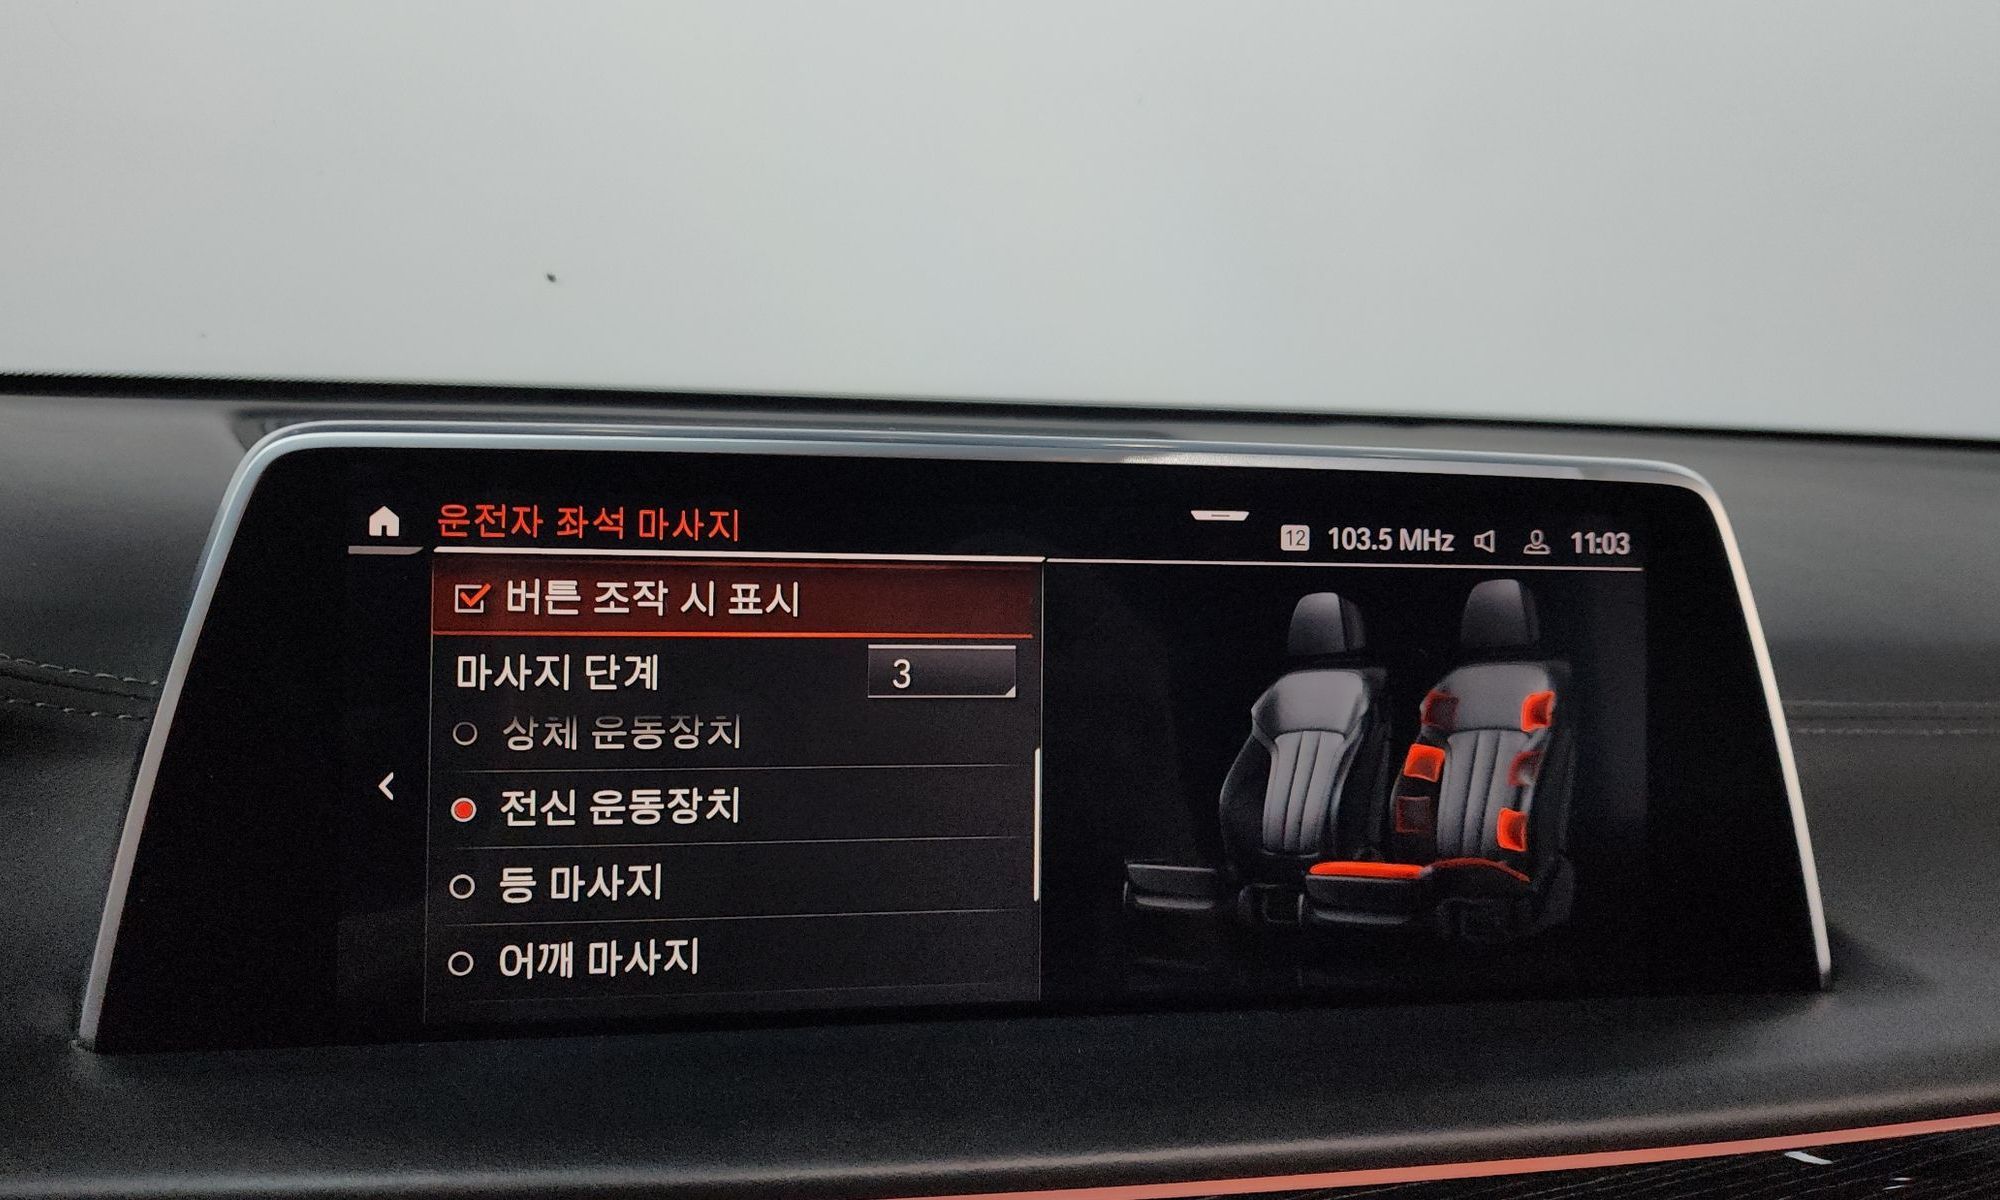 운전자 좌석 마사지
12 103.5 MHz 11:03
버튼 조작 시 표시
마사지 단계 3
상체 운동장치
전신 운동장치
등 마사지
어깨 마사지